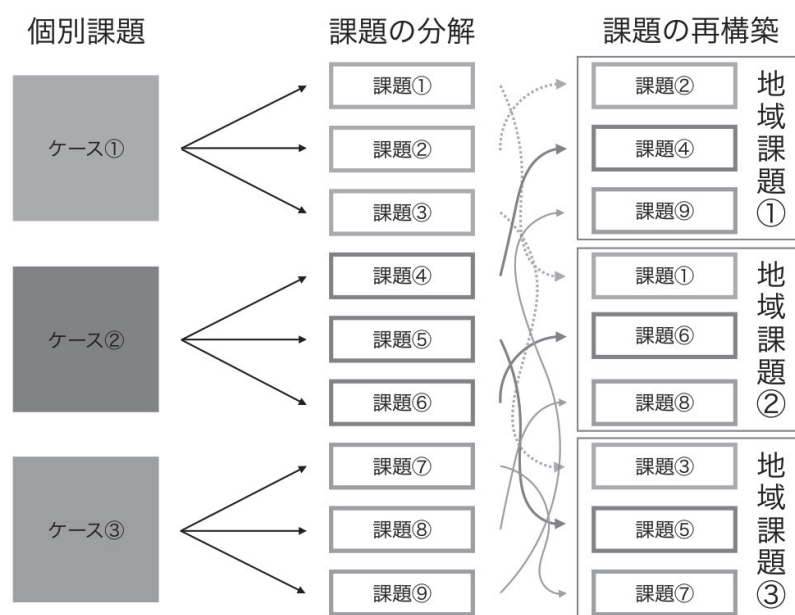 個別課題
ケース①
ケース②
ケース③
課題の分解
課題①
課題②
課題③
課題④
課題⑤
課題⑥
課題⑦
課題⑧
課題⑨
課題の再構築
課題②
課題④
課題⑨
地域課題①
課題①
課題⑥
課題⑧
地域課題②
課題③
課題⑤
課題⑦
地域課題③